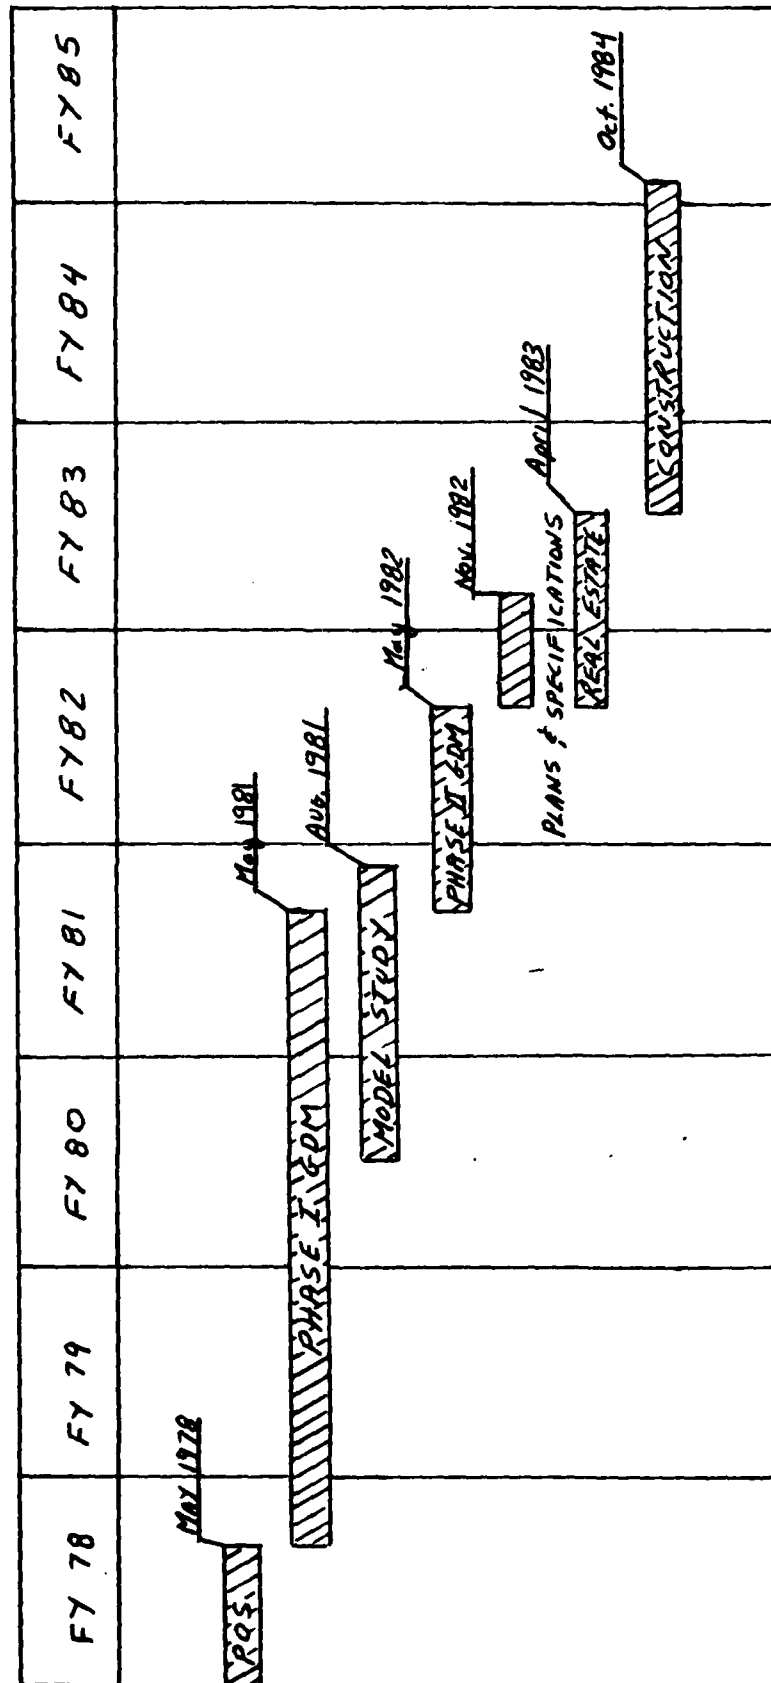 FY 78
FY 79
FY 80
FY 81
FY 82
FY 83
FY 84
FY 85
MAY 1978
POS.
May 1981
PHASE I GDM
Aug. 1981
MODEL STUDY
May 1982
PHASE II GDM
Nov. 1982
PLANS & SPECIFICATIONS
April 1983
REAL ESTATE
Oct. 1984
CONSTRUCTION